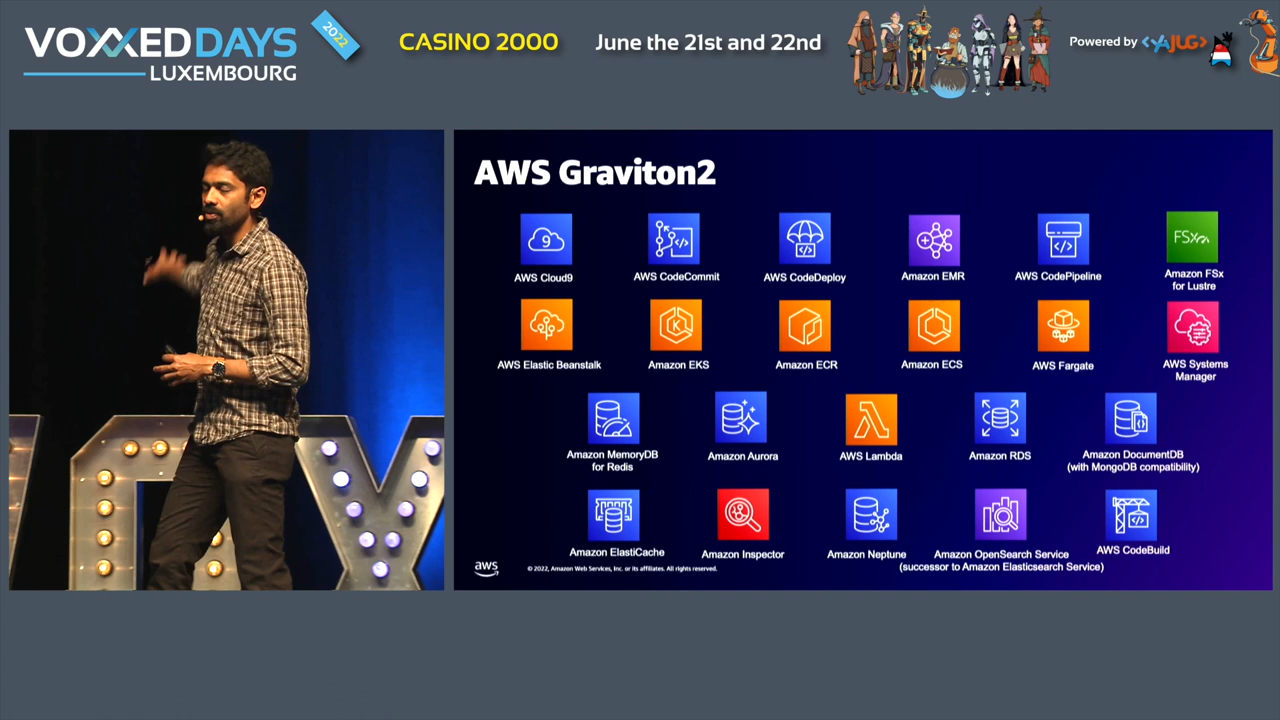 VOXXEDDAYS
LUXEMBOURG
2022
CASINO 2000
June the 21st and 22nd
Powered by <YAJUG>
AWS Graviton2
9
AWS Cloud9
AWS CodeCommit
AWS CodeDeploy
Amazon EMR
AWS CodePipeline
FSx
Amazon FSx
for Lustre
AWS Elastic Beanstalk
K
Amazon EKS
Amazon ECR
Amazon ECS
AWS Fargate
AWS Systems
Manager
Amazon MemoryDB
for Redis
Amazon Aurora
AWS Lambda
Amazon RDS
Amazon DocumentDB
(with MongoDB compatibility)
Amazon ElastiCache
Amazon Inspector
Amazon Neptune
Amazon OpenSearch Service
(successor to Amazon Elasticsearch Service)
AWS CodeBuild
aws
© 2022, Amazon Web Services, Inc. or its affiliates. All rights reserved.